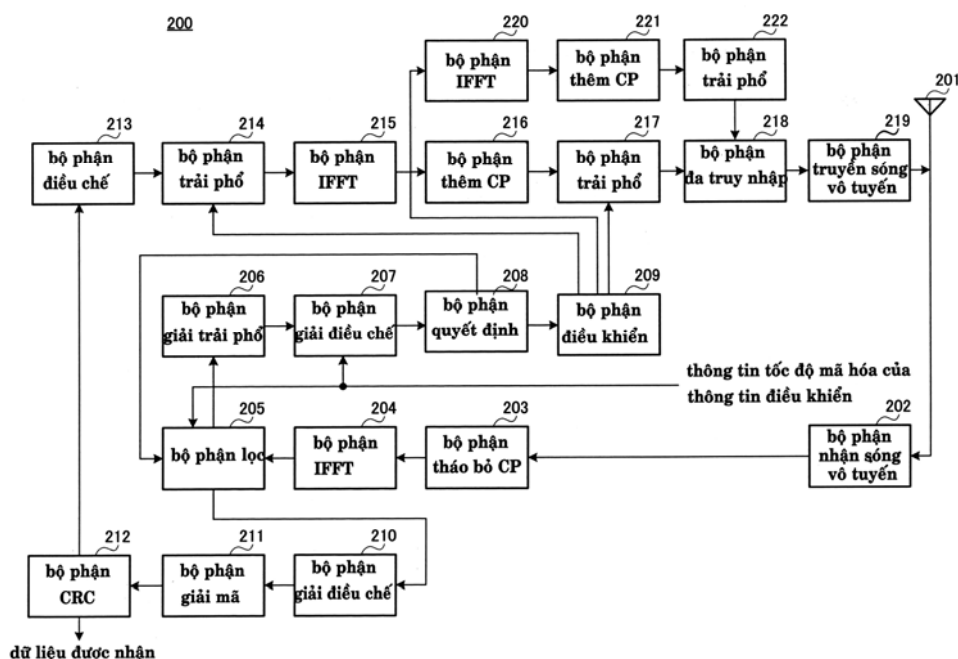 200
220
bộ phận
IFFT
221
bộ phận
thêm CP
222
bộ phận
trải phổ
201
213
bộ phận
điều chế
214
bộ phận
trải phổ
215
bộ phận
IFFT
216
bộ phận
thêm CP
217
bộ phận
trải phổ
218
bộ phận
đa truy nhập
219
bộ phận
truyền sóng
vô tuyến
206
bộ phận
giải trải phổ
207
bộ phận
giải điều chế
208
bộ phận
quyết định
209
bộ phận
điều khiển
thông tin tốc độ mã hóa của
thông tin điều khiển
205
bộ phận lọc
204
bộ phận
IFFT
203
bộ phận
tháo bỏ CP
202
bộ phận
nhận sóng
vô tuyến
212
bộ phận
CRC
211
bộ phận
giải mã
210
bộ phận
giải điều chế
dữ liệu được nhận